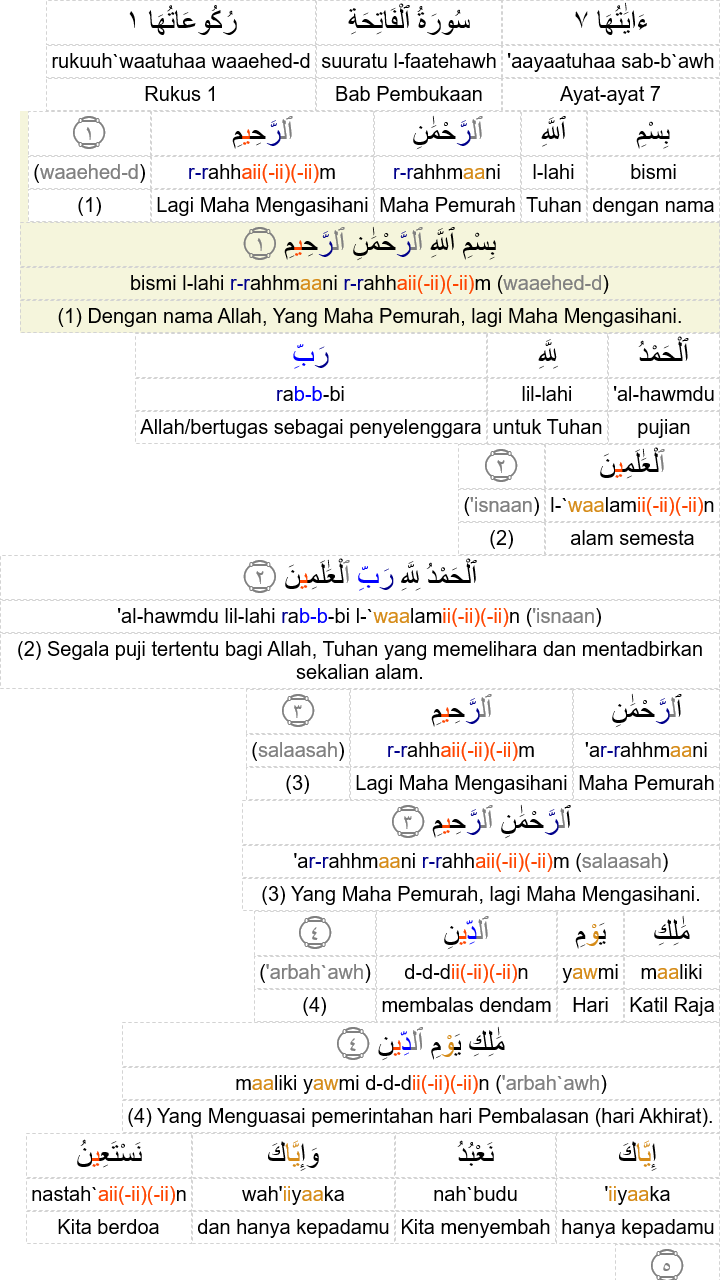 ءَايَٰتُهَا ٧ سُورَةُ ٱلْفَاتِحَةِ رُكُوعَاتُهَا ١
rukuuh`waatuhaa waaehed-d suuratu l-faatehawh 'aayaatuhaa sab-b`awh
Rukus 1 Bab Pembukaan Ayat-ayat 7
بِسْمِ ٱللَّهِ ٱلرَّحْمَٰنِ ٱلرَّحِيمِ ١
(waaehed-d) r-rahhaii(-ii)(-ii)m r-rahhmaani l-lahi bismi
(1) Lagi Maha Mengasihani Maha Pemurah Tuhan dengan nama
بِسْمِ ٱللَّهِ ٱلرَّحْمَٰنِ ٱلرَّحِيمِ ١
bismi l-lahi r-rahhmaani r-rahhaii(-ii)(-ii)m (waaehed-d)
(1) Dengan nama Allah, Yang Maha Pemurah, lagi Maha Mengasihani.
ٱلْحَمْدُ لِلَّهِ رَبِّ
rab-b-bi lil-lahi 'al-hawmdu
Allah/bertugas sebagai penyelenggara untuk Tuhan pujian
ٱلْعَٰلَمِينَ ٢
('isnaan) l-`waalamii(-ii)(-ii)n
(2) alam semesta
ٱلْحَمْدُ لِلَّهِ رَبِّ ٱلْعَٰلَمِينَ ٢
'al-hawmdu lil-lahi rab-b-bi l-`waalamii(-ii)(-ii)n ('isnaan)
(2) Segala puji tertentu bagi Allah, Tuhan yang memelihara dan mentadbirkan
sekalian alam.
ٱلرَّحْمَٰنِ ٱلرَّحِيمِ ٣
(salaasah) r-rahhaii(-ii)(-ii)m 'ar-rahhmaani
(3) Lagi Maha Mengasihani Maha Pemurah
ٱلرَّحْمَٰنِ ٱلرَّحِيمِ ٣
'ar-rahhmaani r-rahhaii(-ii)(-ii)m (salaasah)
(3) Yang Maha Pemurah, lagi Maha Mengasihani.
مَٰلِكِ يَوْمِ ٱلدِّينِ ٤
('arbah`awh) d-d-dii(-ii)(-ii)n yawmi maaliki
(4) membalas dendam Hari Katil Raja
مَٰلِكِ يَوْمِ ٱلدِّينِ ٤
maaliki yawmi d-d-dii(-ii)(-ii)n ('arbah`awh)
(4) Yang Menguasai pemerintahan hari Pembalasan (hari Akhirat).
إِيَّاكَ نَعْبُدُ وَإِيَّاكَ نَسْتَعِينُ
nastah`aii(-ii)(-ii)n wah'iiyaaka nah`budu 'iiyaaka
Kita berdoa dan hanya kepadamu Kita menyembah hanya kepadamu
٥